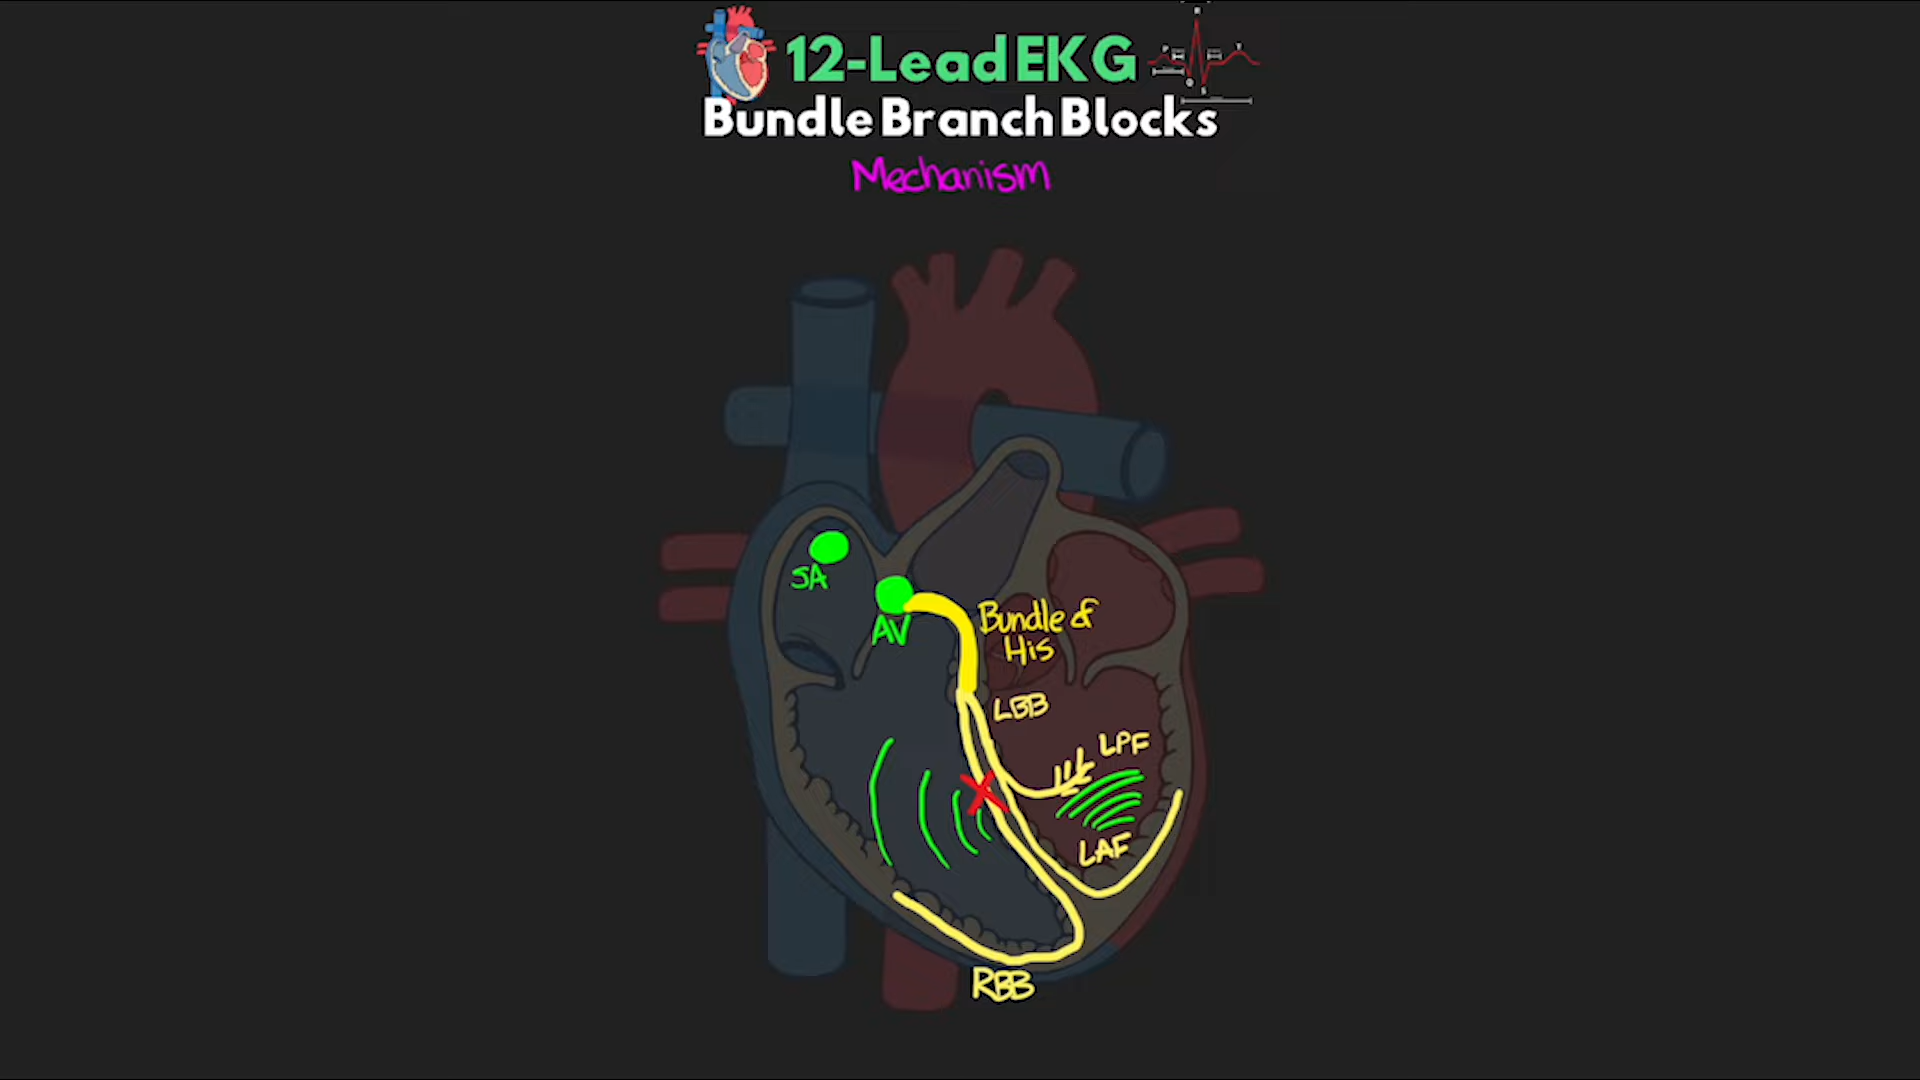 12-Lead EKG
Bundle Branch Blocks
Mechanism
SA
AV
Bundle of
His
LBB
LPF
LAF
RBB